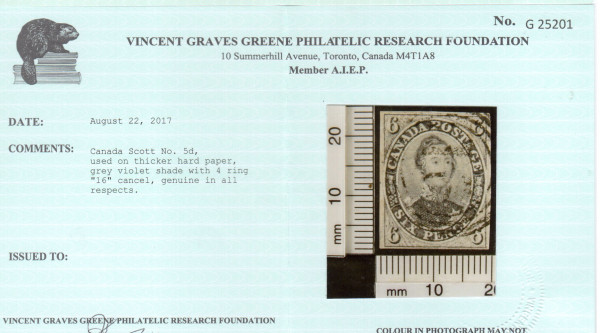 No. G 25201
VINCENT GRAVES GREENE PHILATELIC RESEARCH FOUNDATION
10 Summerhill Avenue, Toronto, Canada M4T1A8
Member A.I.E.P.
DATE: August 22, 2017
COMMENTS: Canada Scott No. 5d,
used on thicker hard paper,
grey violet shade with 4 ring
"16" cancel, genuine in all
respects.
mm 10 20
6 CANADA POSTAGE 6
6 SIX PENCE 6
mm 10
ISSUED TO:
VINCENT GRAVES GREENE PHILATELIC RESEARCH FOUNDATION
COLOUR IN PHOTOGRAPH MAY NOT